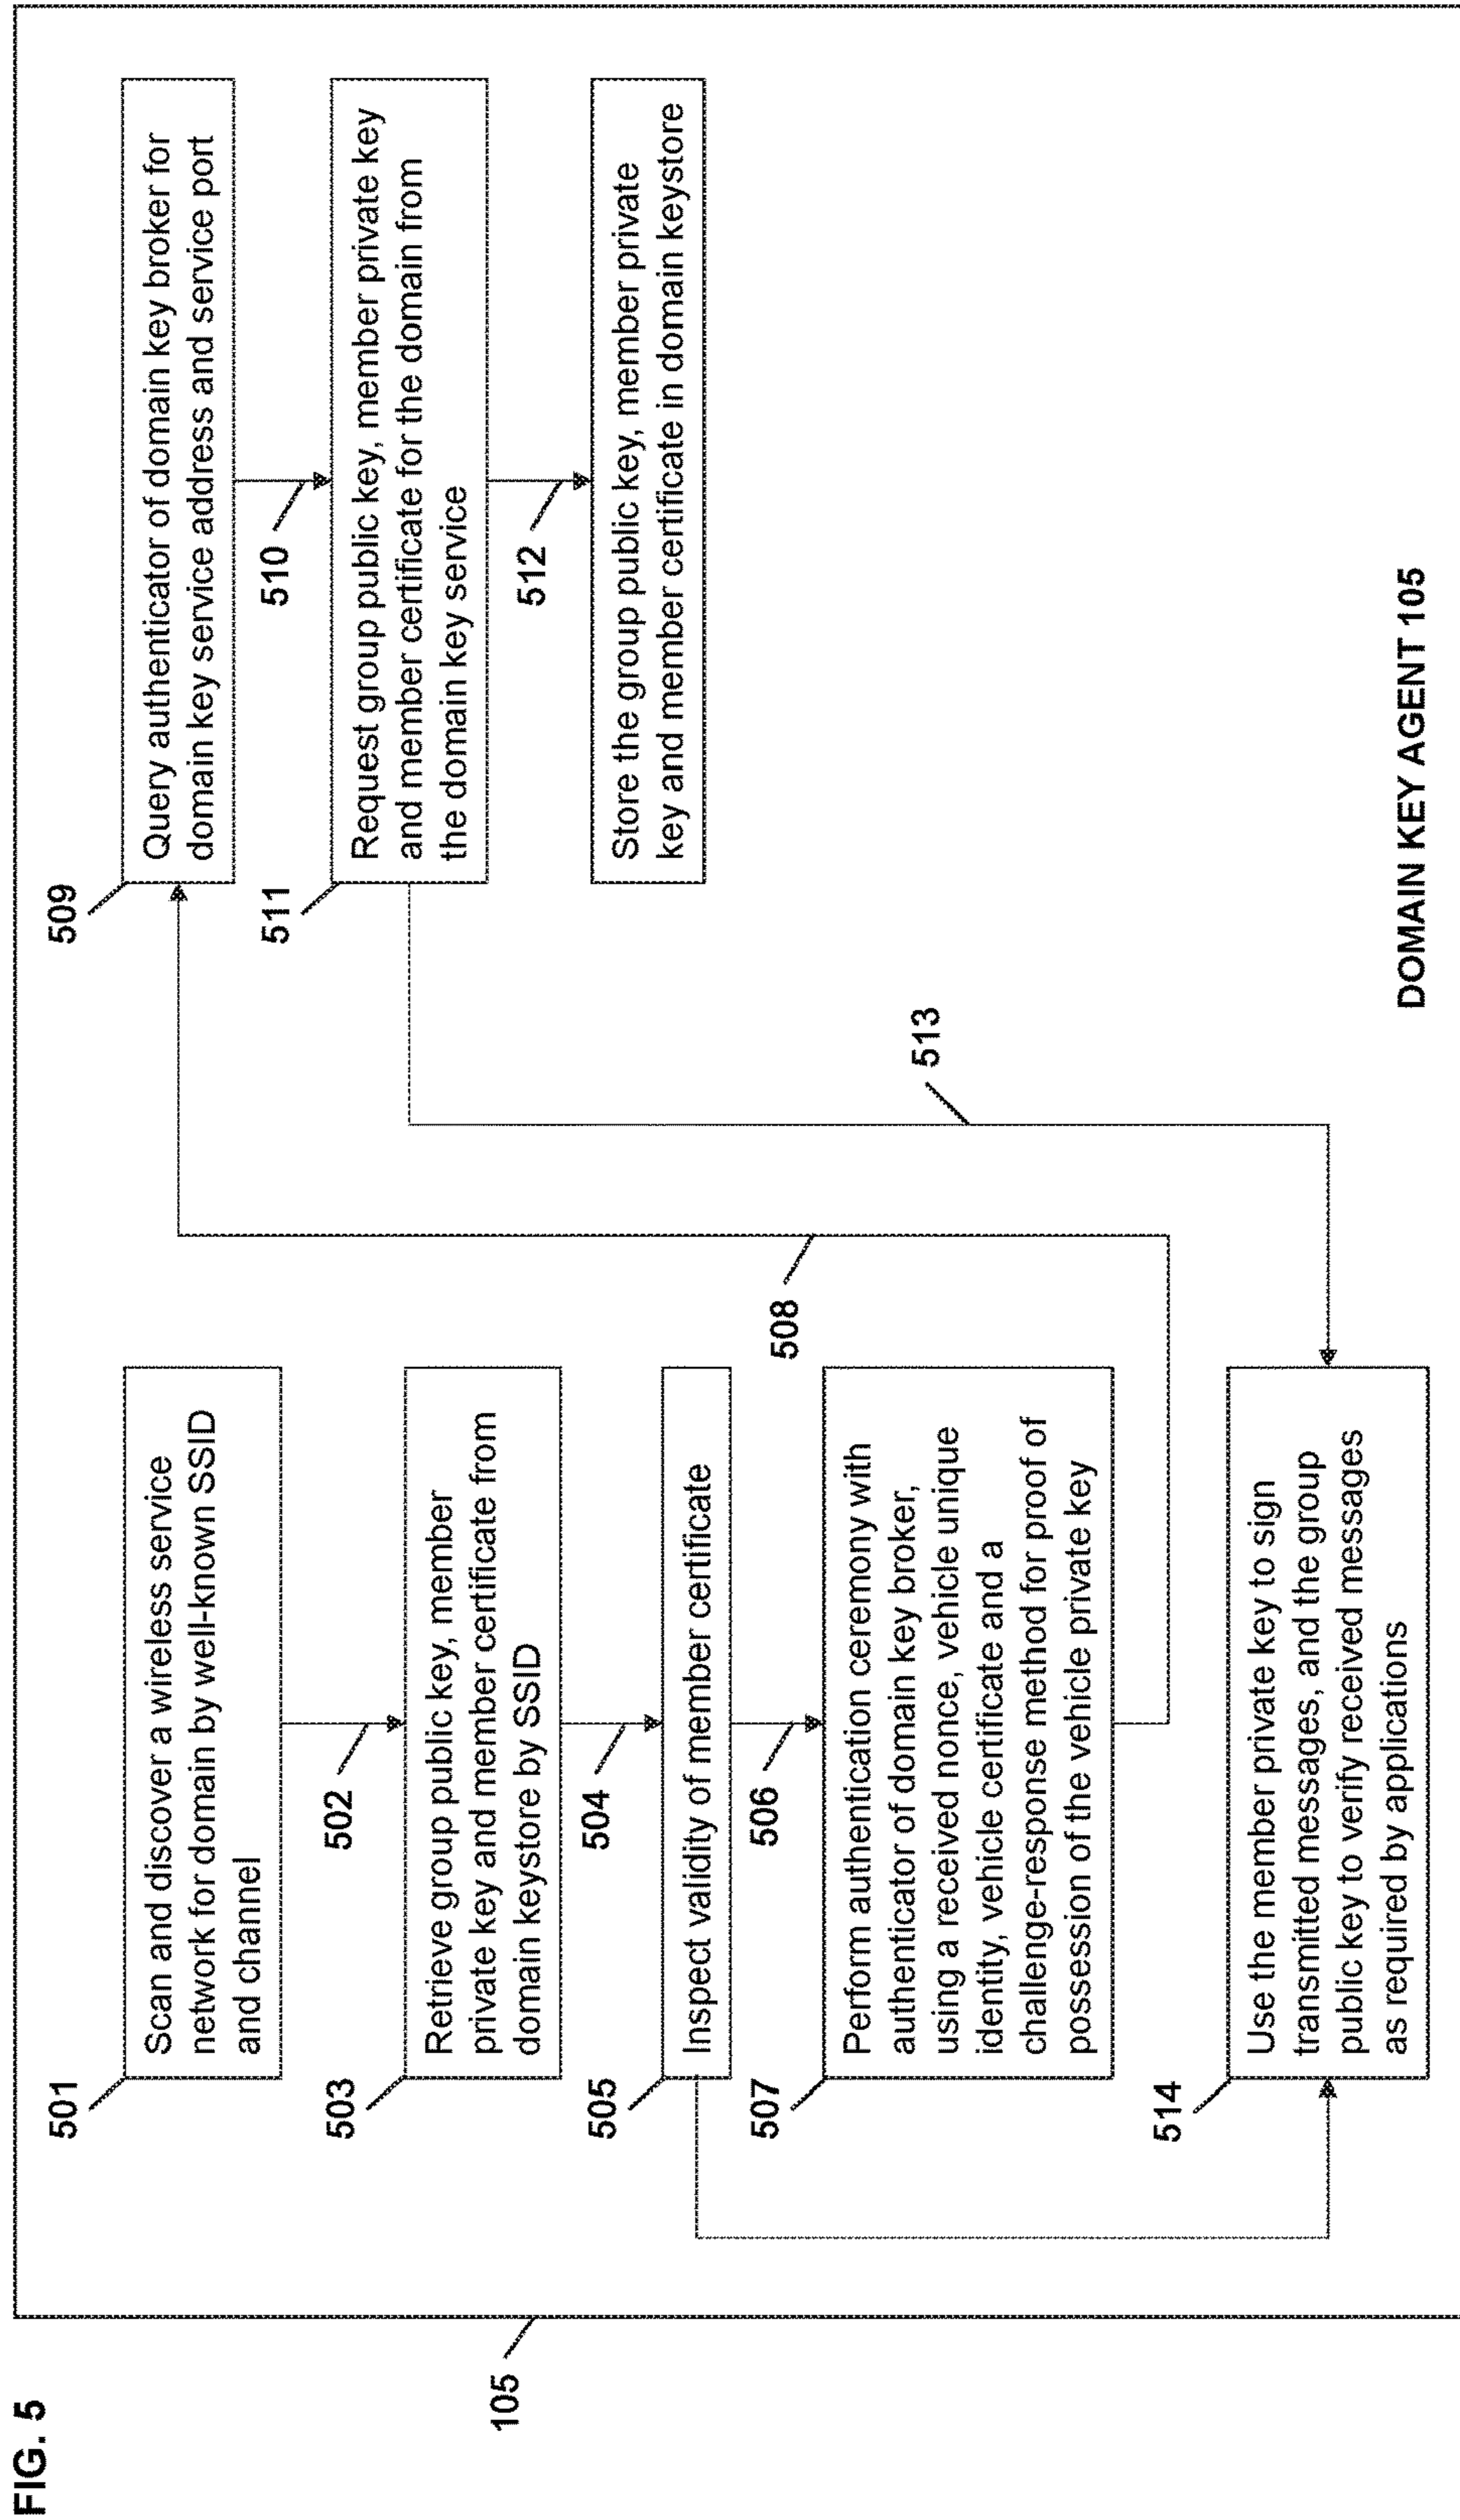 FIG. 5
105
501
Scan and discover a wireless service
network for domain by well-known SSID
and channel
502
503
Retrieve group public key, member
private key and member certificate from
domain keystore by SSID
504
505
Inspect validity of member certificate
506
507
Perform authentication ceremony with
authenticator of domain key broker,
using a received nonce, vehicle unique
identity, vehicle certificate and a
challenge-response method for proof of
possession of the vehicle private key
508
509
Query authenticator of domain key broker for
domain key service address and service port
510
511
Request group public key, member private key
and member certificate for the domain from
the domain key service
512
Store the group public key, member private
key and member certificate in domain keystore
513
514
Use the member private key to sign
transmitted messages, and the group
public key to verify received messages
as required by applications
DOMAIN KEY AGENT 105